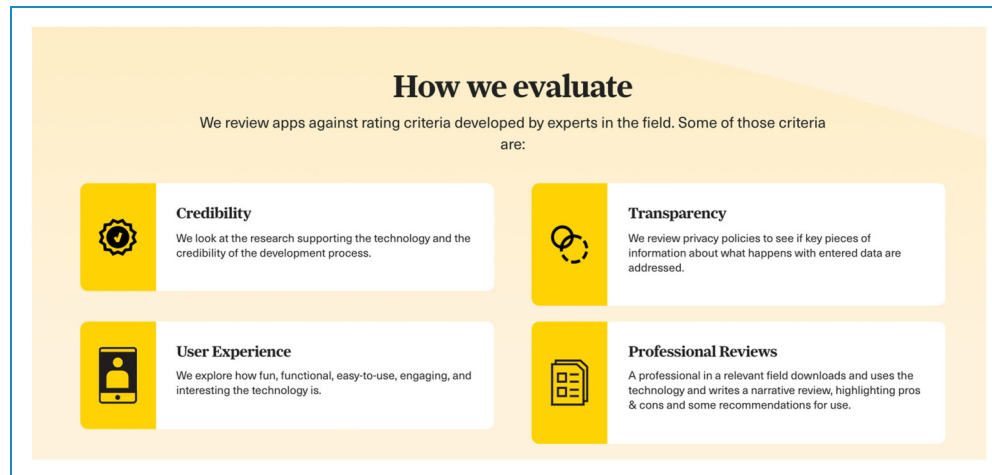 How we evaluate
We review apps against rating criteria developed by experts in the field. Some of those criteria
are:
Credibility
We look at the research supporting the technology and the
credibility of the development process.
Transparency
We review privacy policies to see if key pieces of
information about what happens with entered data are
addressed.
User Experience
We explore how fun, functional, easy-to-use, engaging, and
interesting the technology is.
Professional Reviews
A professional in a relevant field downloads and uses the
technology and writes a narrative review, highlighting pros
& cons and some recommendations for use.